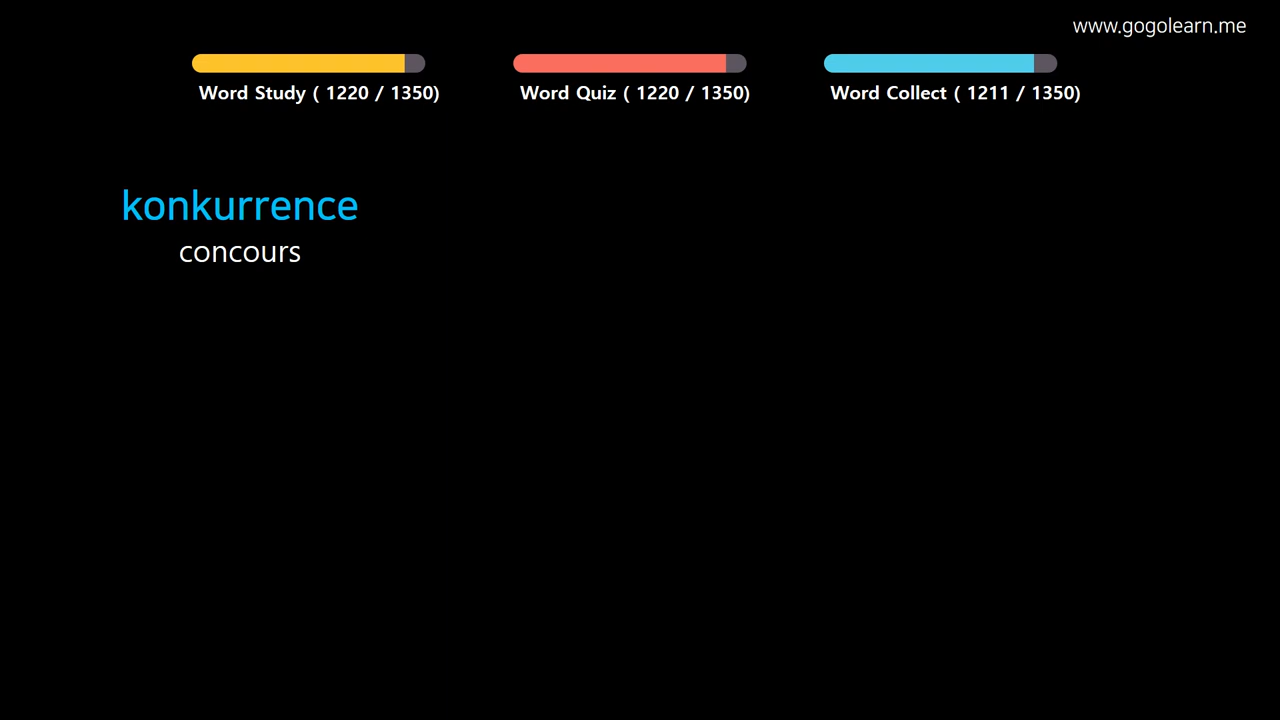 www.gogolearn.me
Word Study ( 1220 / 1350)
Word Quiz ( 1220 / 1350)
Word Collect ( 1211 / 1350)
konkurrence
concours